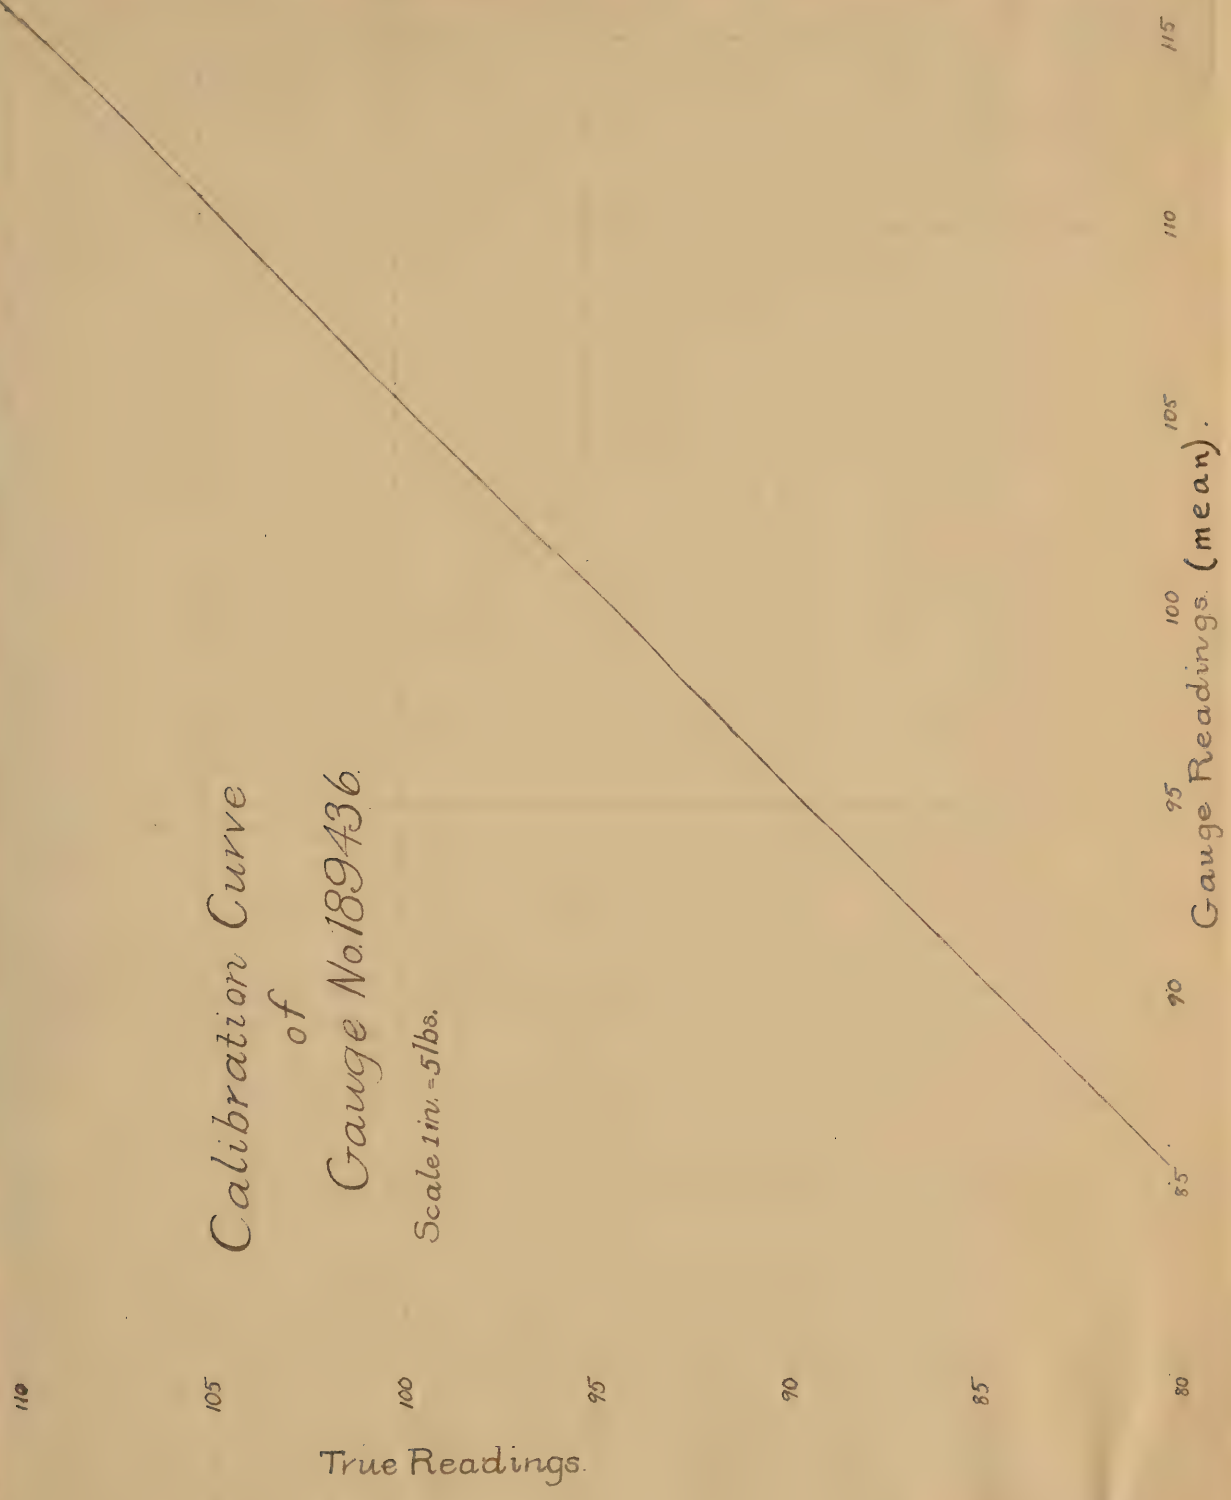 Calibration Curve
of
Gauge No.189436.
Scale 1in.=5lbs.
110
105
100
95
90
85
80
True Readings.
85
90
95
100
105
110
115
Gauge Readings. (mean).